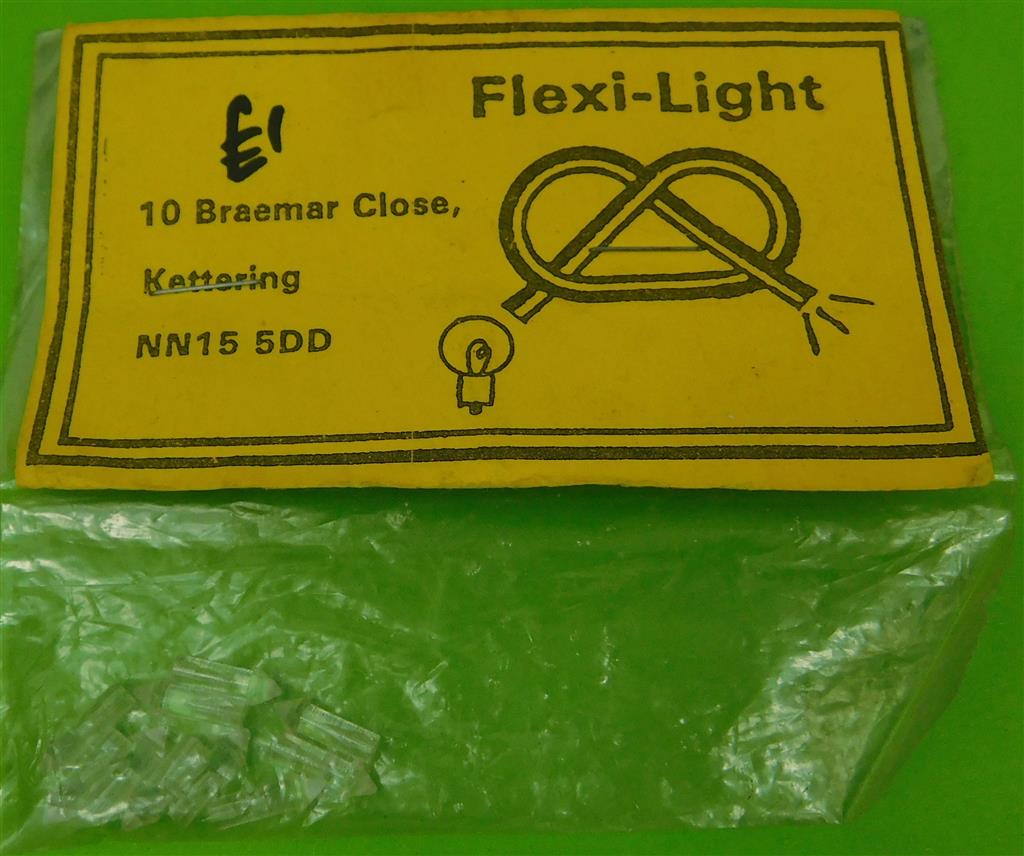 Flexi-Light
£1
10 Braemar Close,
Kettering
NN15 5DD